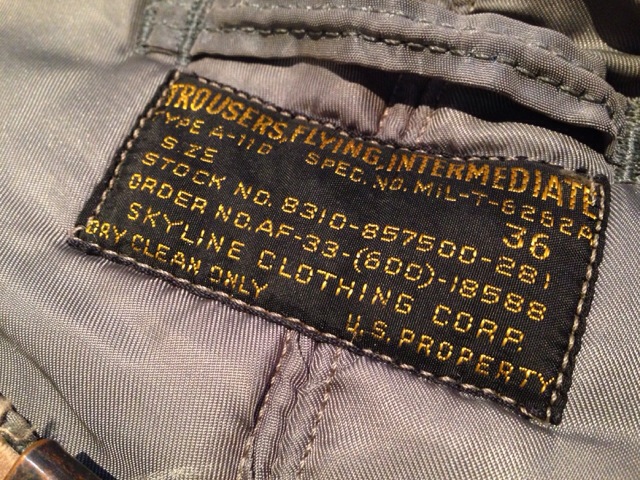 TROUSERS, FLYING, INTERMEDIATE
TYPE A-11D SPEC. NO. MIL-T-6282A
SIZE 36
STOCK NO. 8310-857500-281
ORDER NO. AF-33-(600)-18588
SKYLINE CLOTHING CORP.
DRY CLEAN ONLY U.S. PROPERTY